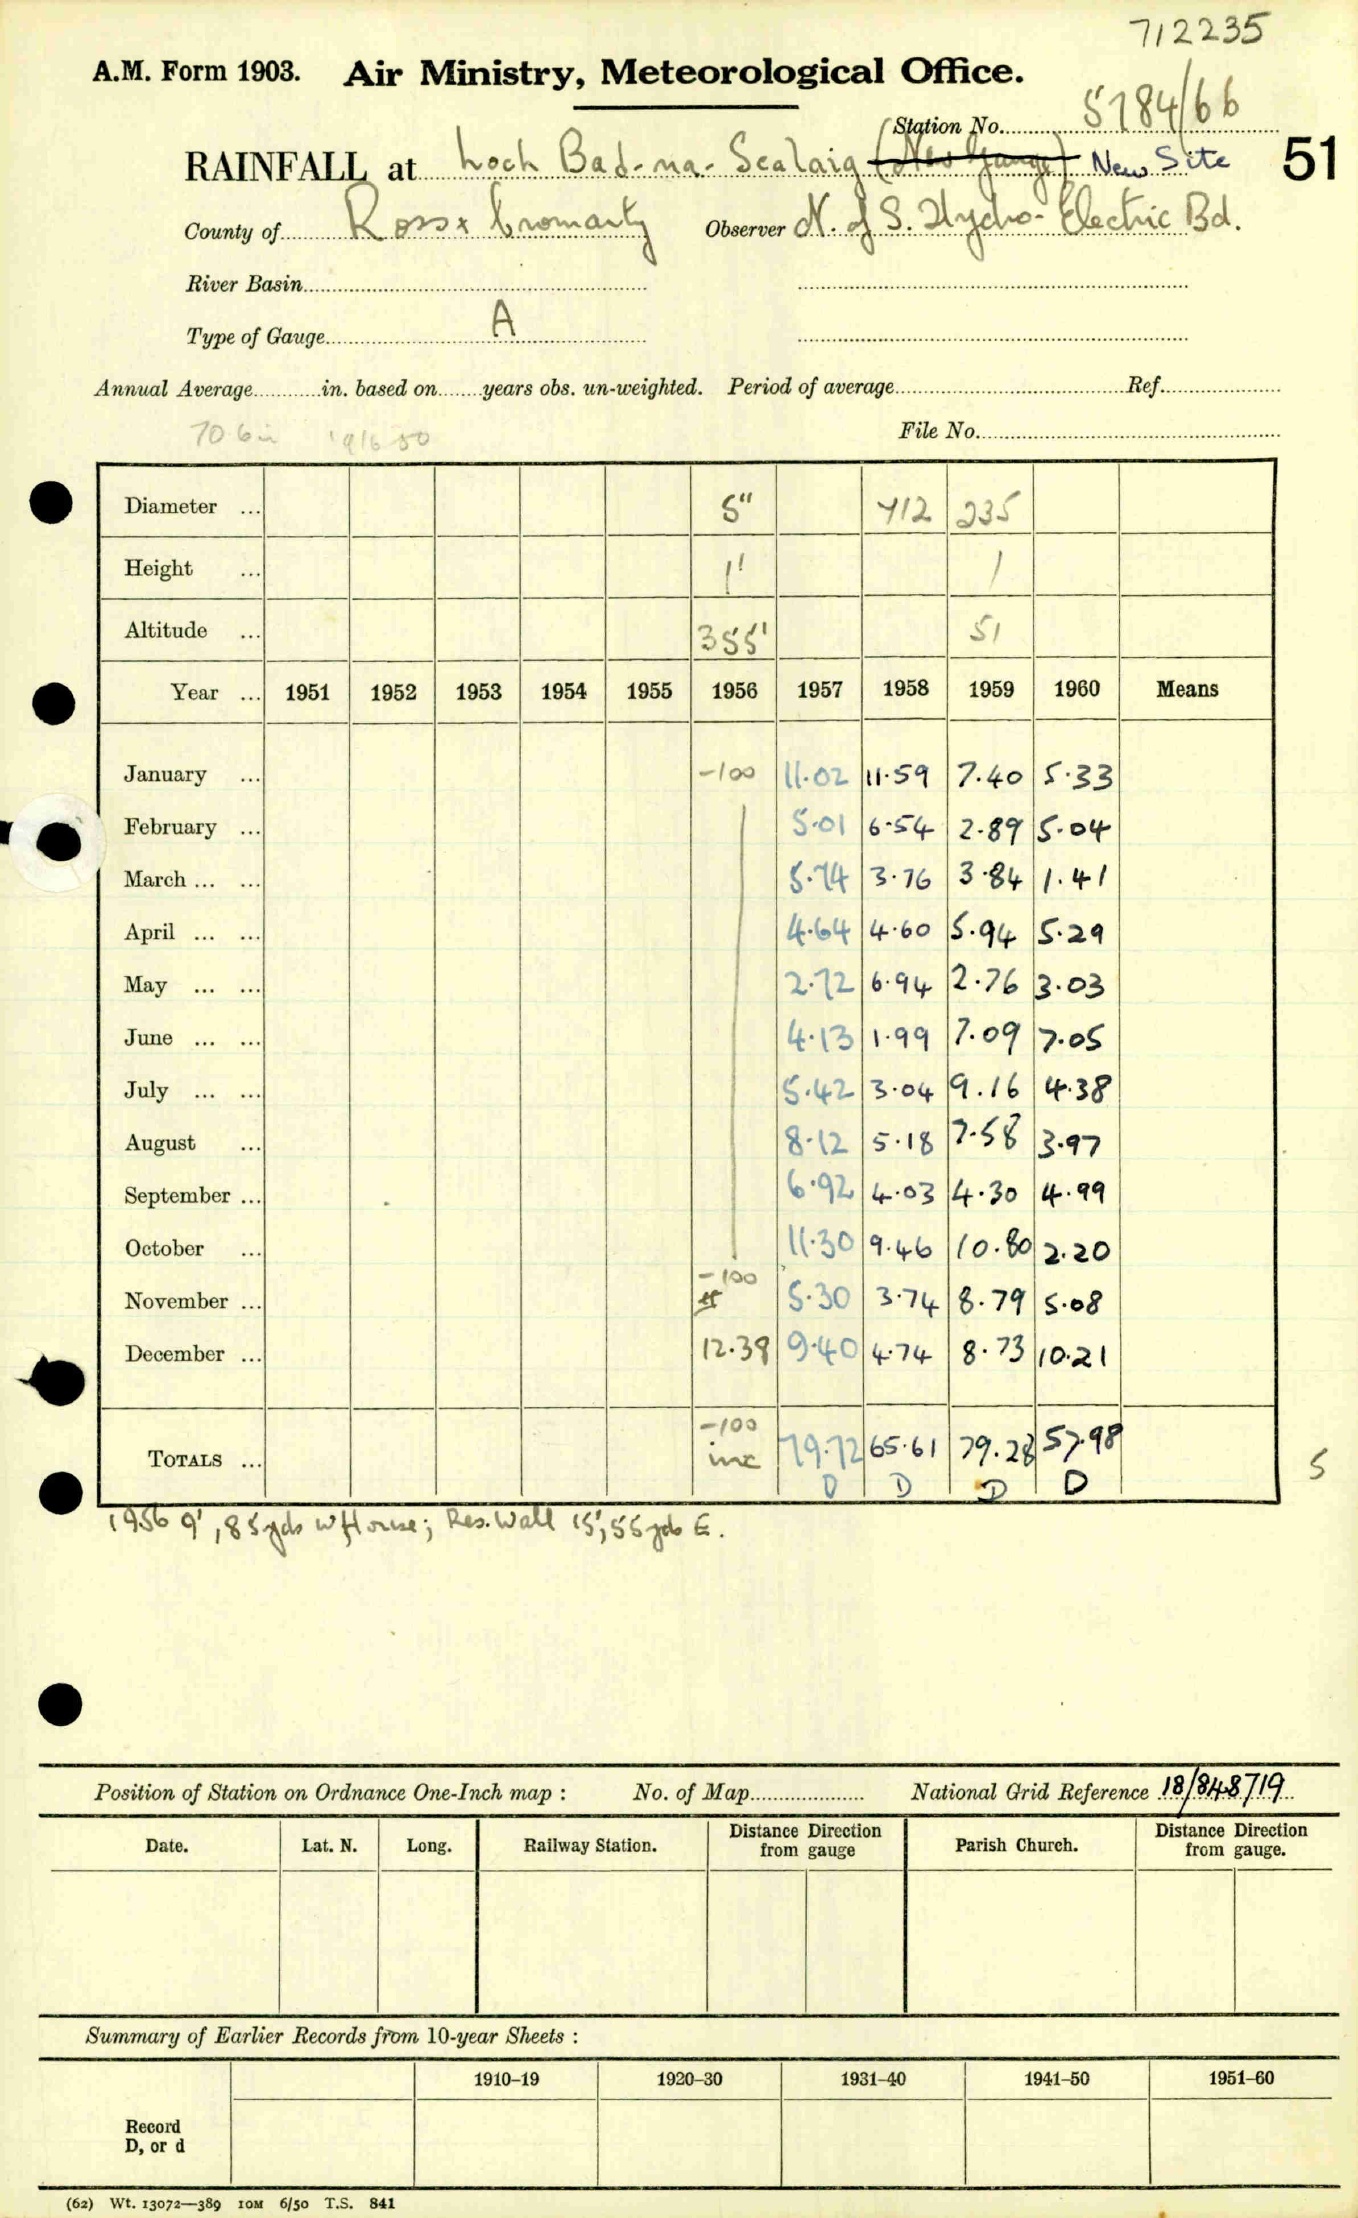 712235
A.M. Form 1903. Air Ministry, Meteorological Office.
Station No. 5784/6b
RAINFALL at Loch Bad-na-Sealaig (New Gauge) New Site 51
County of Ross & Cromarty Observer N. of S. Hydro-Electric Bd.
River Basin
Type of Gauge A
Annual Average in. based on years obs. un-weighted. Period of average Ref.
70.6in 1916 50
File No.
Diameter ... 5" 712 235
Height ... 1' 1
Altitude ... 355' 51
Year ... 1951 1952 1953 1954 1955 1956 1957 1958 1959 1960 Means
January ... -100 11.02 11.59 7.40 5.33
February ... 5.01 6.54 2.89 5.04
March ... ... 5.74 3.76 3.84 1.41
April ... ... 4.64 4.60 5.94 5.29
May ... ... 2.72 6.94 2.76 3.03
June ... ... 4.13 1.99 7.09 7.05
July ... ... 5.42 3.04 9.16 4.38
August ... 8.12 5.18 7.58 3.97
September ... 6.92 4.03 4.30 4.99
October ... 11.30 9.46 10.80 2.20
November ... -100 5.30 3.74 8.79 5.08
December ... 12.39 9.40 4.74 8.73 10.21
-100
TOTALS ... inc 79.72 65.61 79.28 57.98
D D D D
5
1956 9', 85yds W, House; Res. Wall 15', 55yds E.
Position of Station on Ordnance One-Inch map : No. of Map National Grid Reference 18/848719
Date. Lat. N. Long. Railway Station. Distance from Direction gauge Parish Church. Distance from Direction gauge.
Summary of Earlier Records from 10-year Sheets :
1910–19 1920–30 1931–40 1941–50 1951–60
Record
D, or d
(62) Wt. 13072—389 10M 6/50 T.S. 841